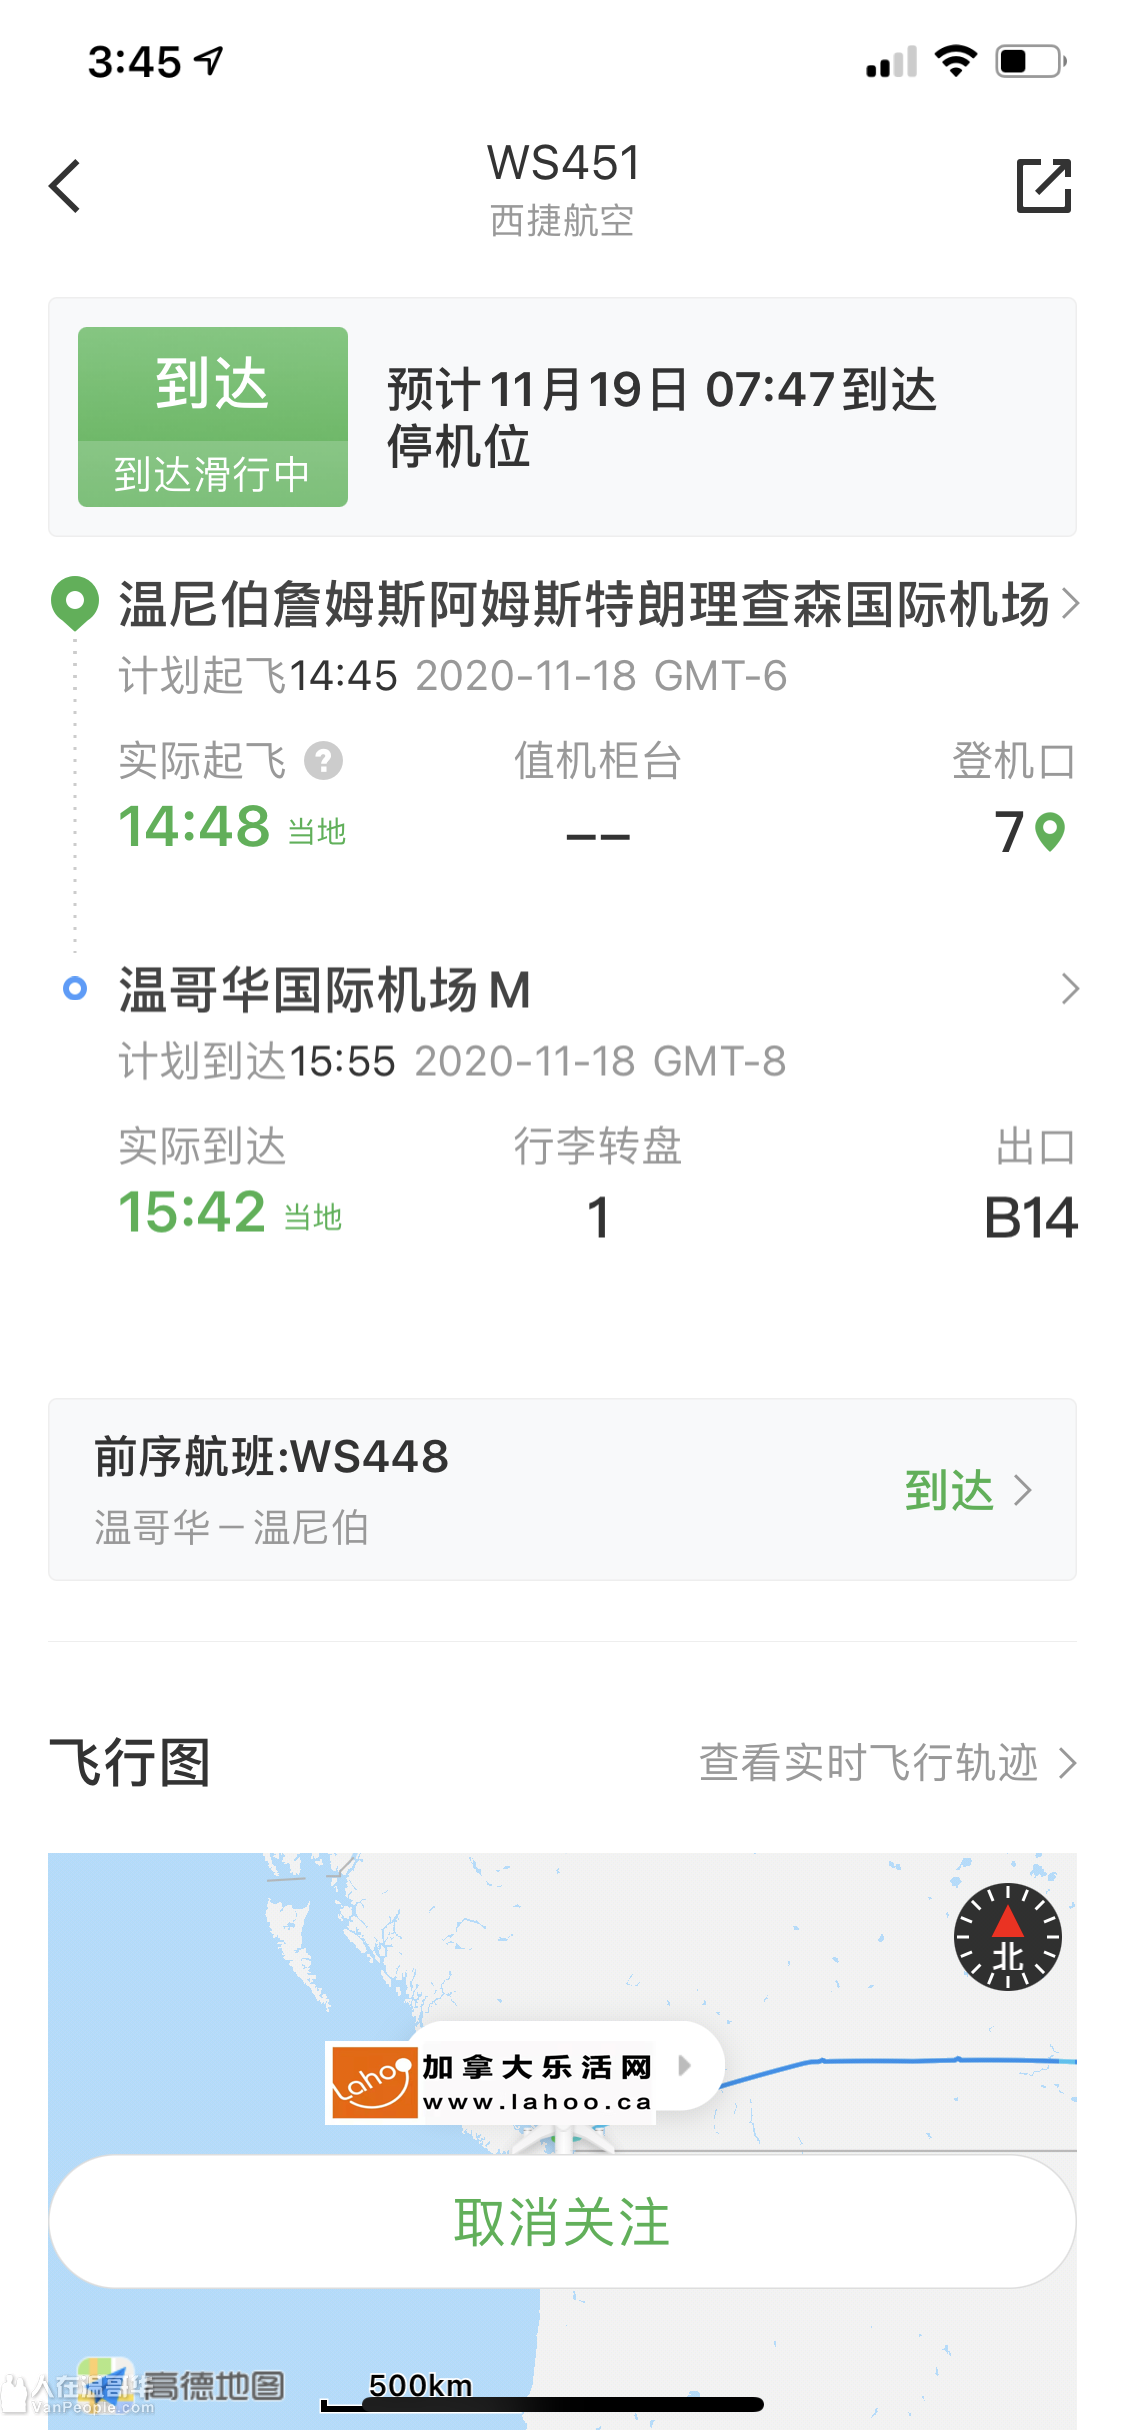 3:45
WS451
西捷航空
到达
到达滑行中
预计11月19日 07:47到达
停机位
温尼伯詹姆斯阿姆斯特朗理查森国际机场
计划起飞14:45 2020-11-18 GMT-6
实际起飞 ? 值机柜台 登机口
14:48 当地 -- 7
温哥华国际机场 M
计划到达15:55 2020-11-18 GMT-8
实际到达 行李转盘 出口
15:42 当地 1 B14
前序航班:WS448
到达
温哥华 – 温尼伯
飞行图 查看实时飞行轨迹
北
Lahoo 加拿大乐活网
www.lahoo.ca
取消关注
高德地图
500km
人在温哥华
VanPeople.com